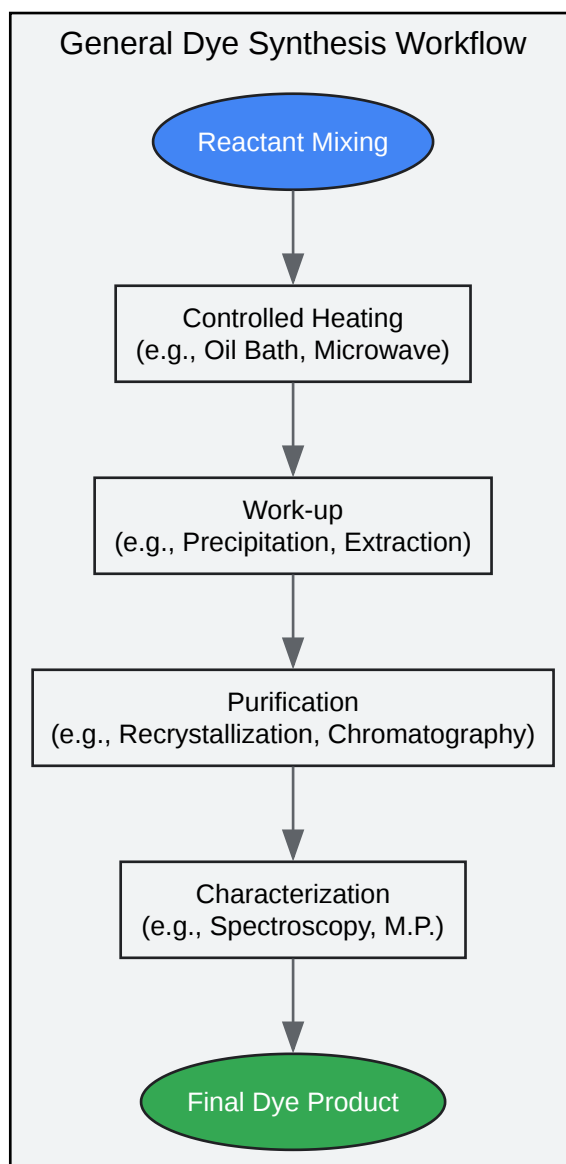 General Dye Synthesis Workflow
Reactant Mixing
Controlled Heating
(e.g., Oil Bath, Microwave)
Work-up
(e.g., Precipitation, Extraction)
Purification
(e.g., Recrystallization, Chromatography)
Characterization
(e.g., Spectroscopy, M.P.)
Final Dye Product